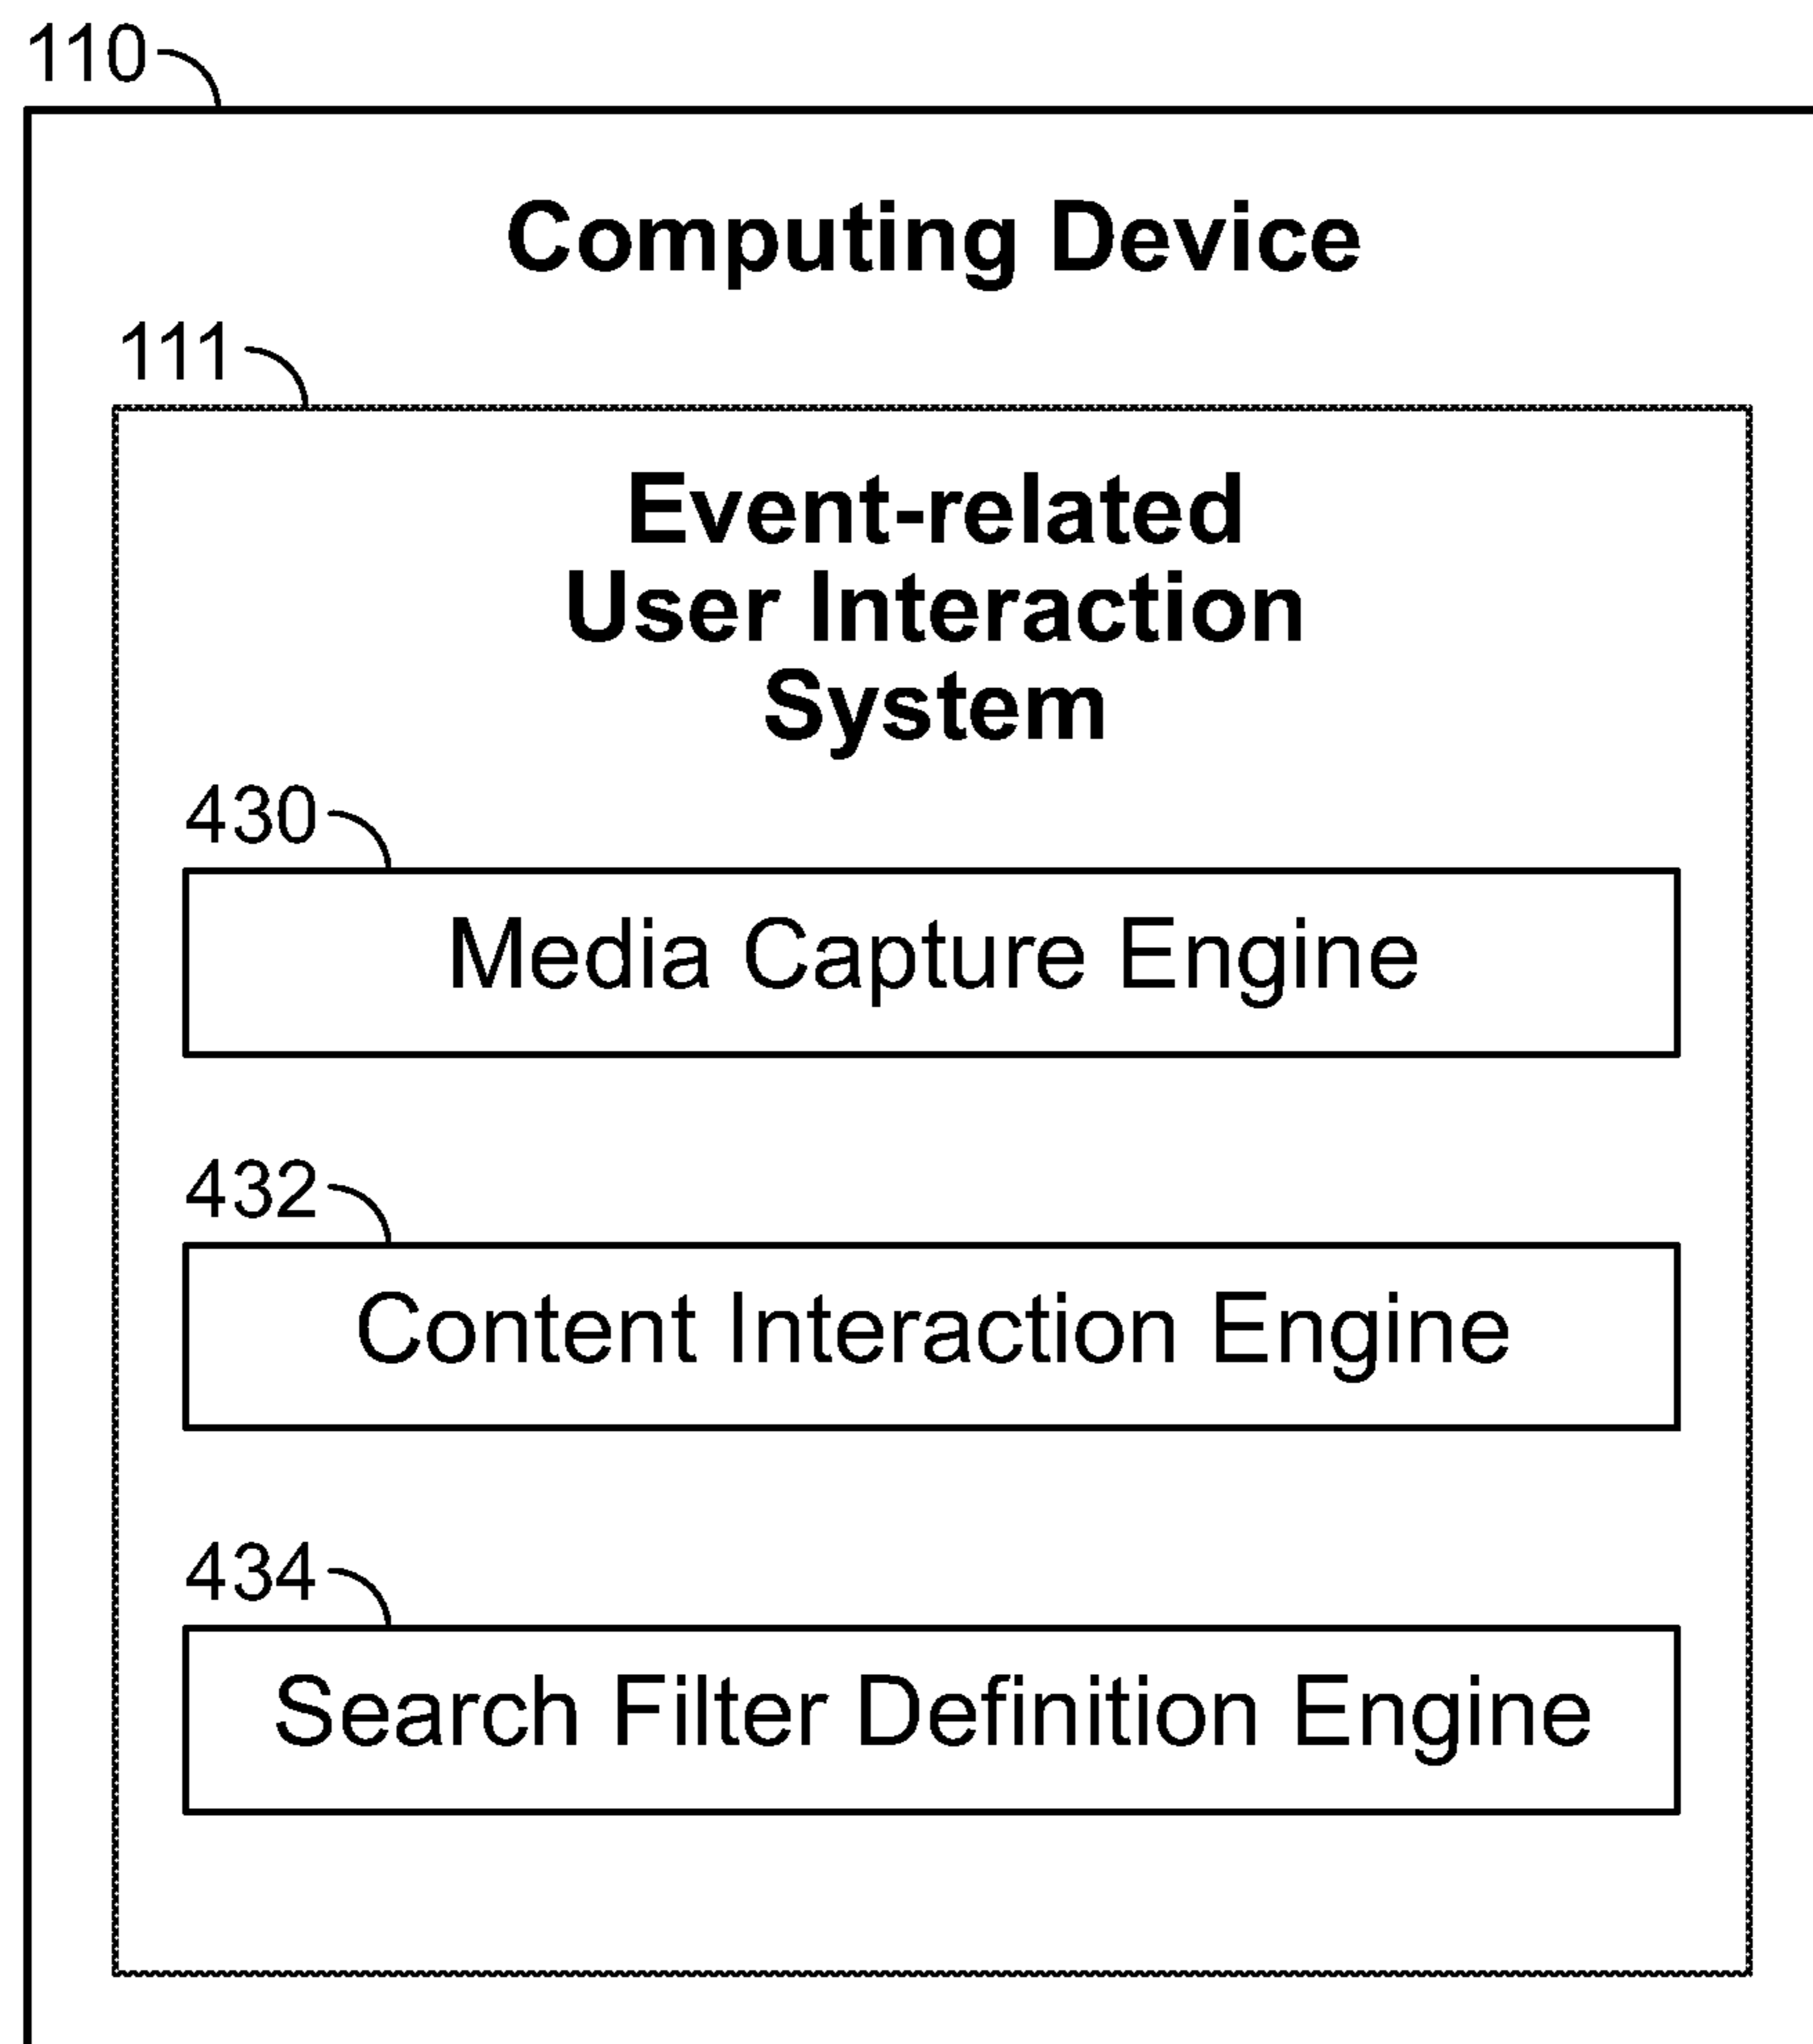 110
Computing Device
111
Event-related
User Interaction
System
430
Media Capture Engine
432
Content Interaction Engine
434
Search Filter Definition Engine